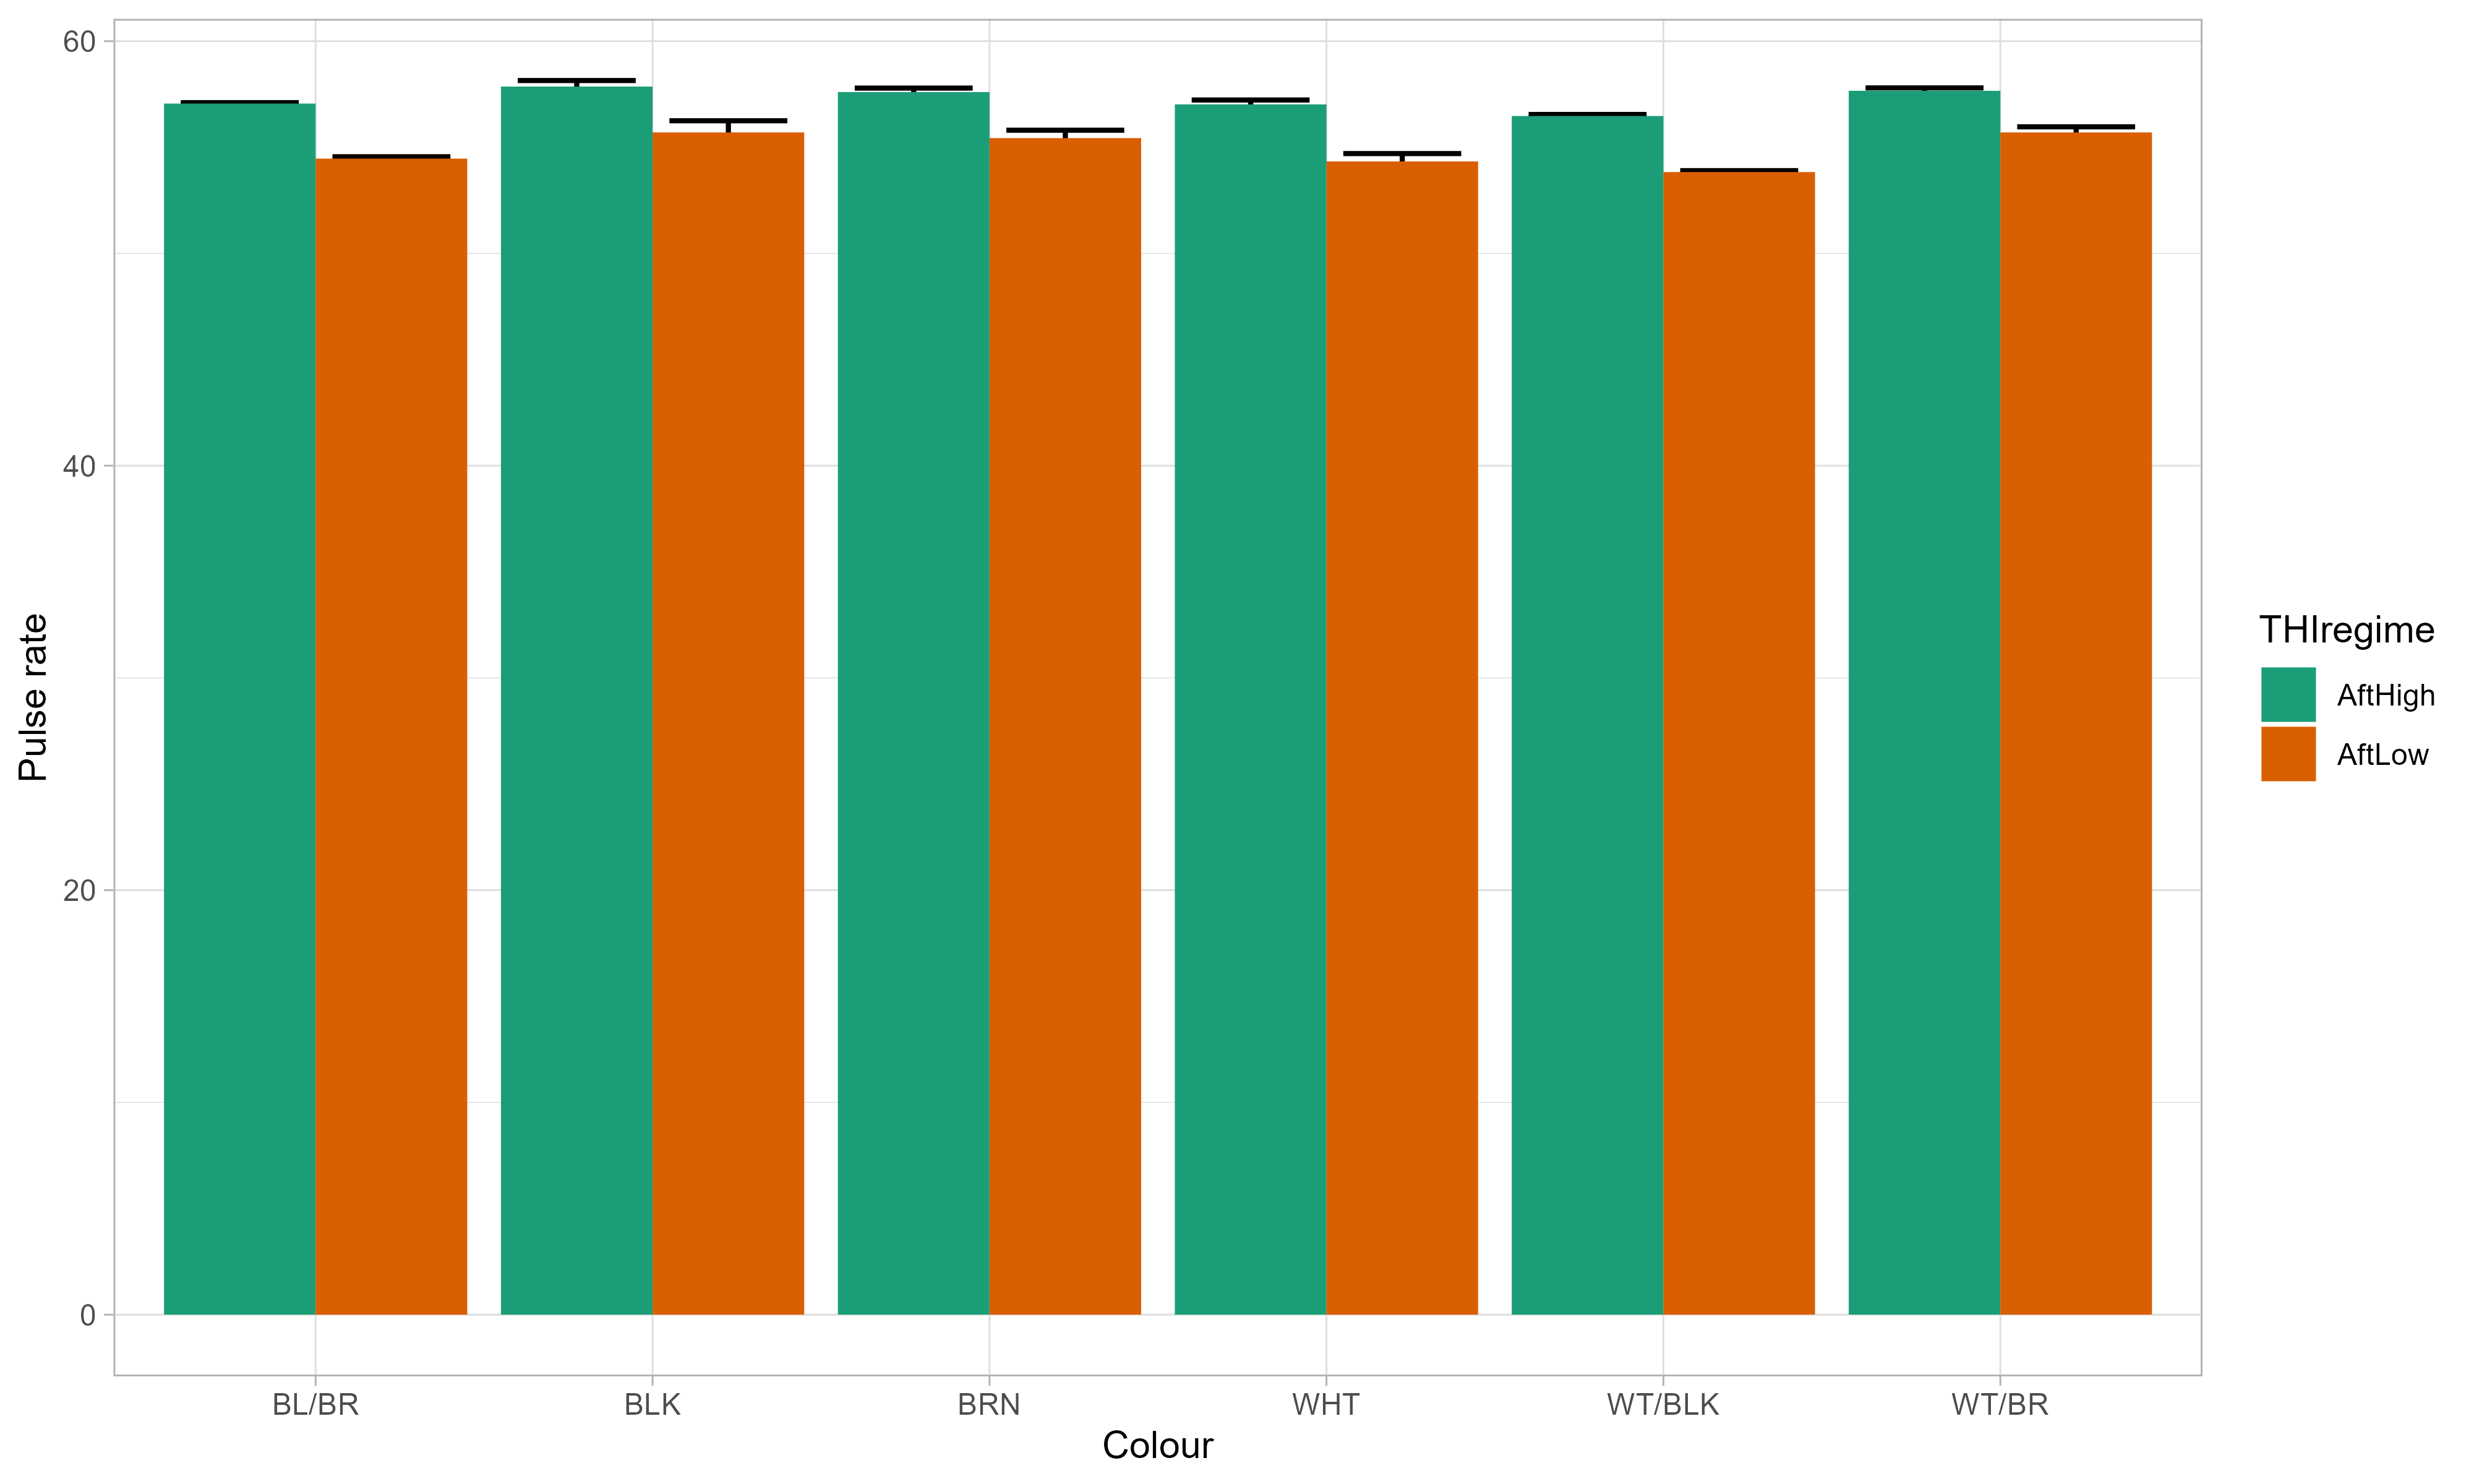 60
40
20
0
Pulse rate
BL/BR BLK BRN WHT WT/BLK WT/BR
Colour
THIregime
AftHigh
AftLow